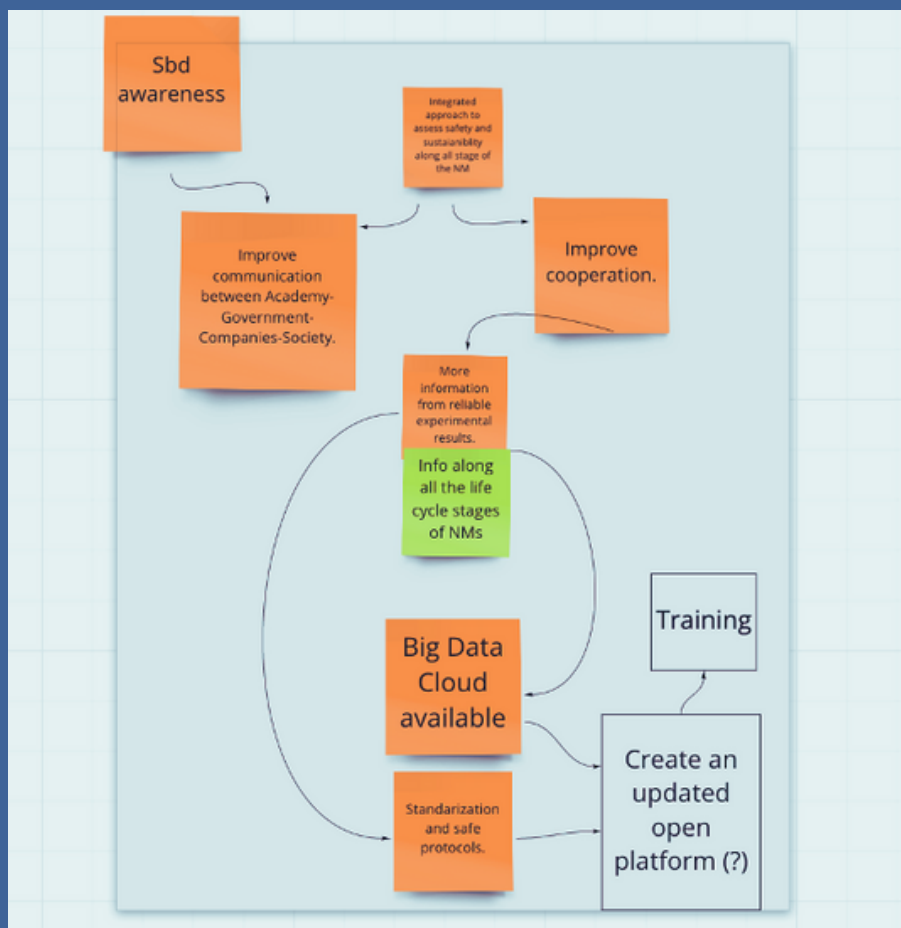 Sbd
awareness
Integrated
approach to
assess safety and
sustaianibility
along all stage of
the NM
Improve
communication
between Academy-
Government-
Companies-Society.
Improve
cooperation.
More
information
from reliable
experimental
results.
Info along
all the life
cycle stages
of NMs
Big Data
Cloud
available
Training
Create an
updated
open
platform (?)
Standarization
and safe
protocols.